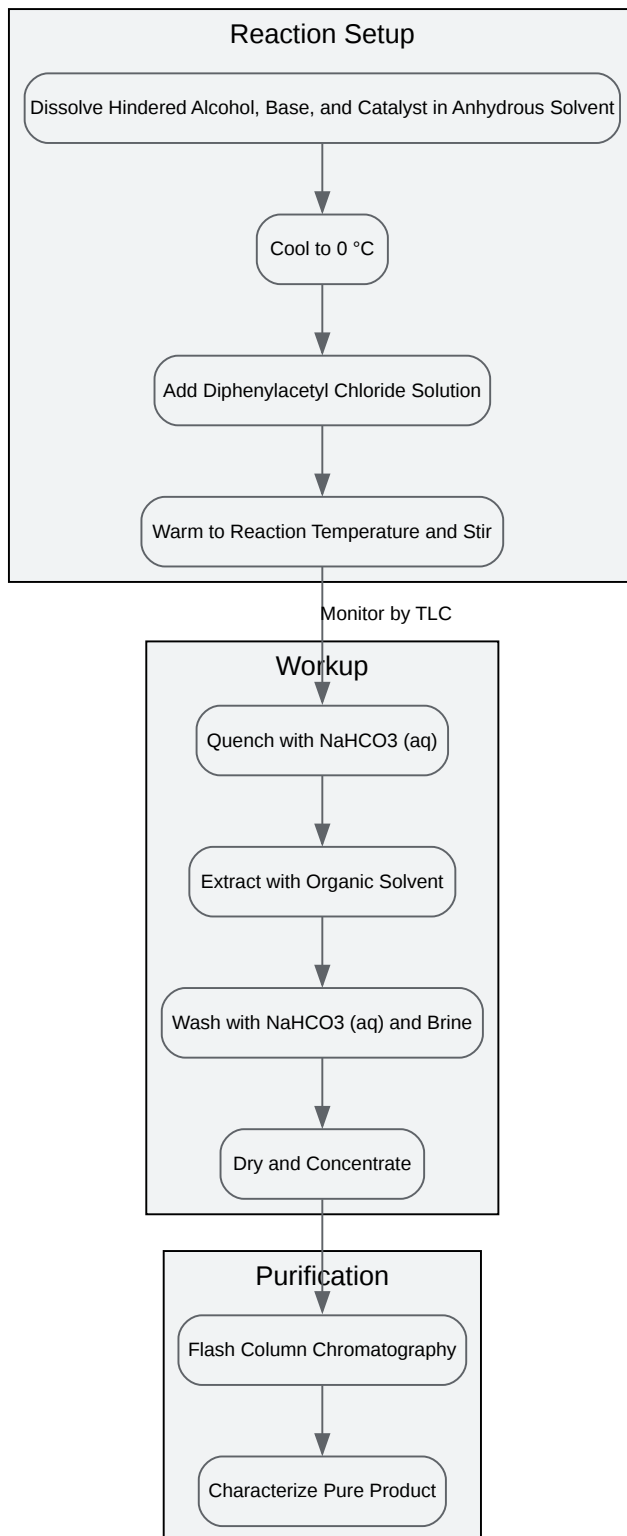 Reaction Setup
Dissolve Hindered Alcohol, Base, and Catalyst in Anhydrous Solvent
Cool to 0 °C
Add Diphenylacetyl Chloride Solution
Warm to Reaction Temperature and Stir
Monitor by TLC
Workup
Quench with NaHCO3 (aq)
Extract with Organic Solvent
Wash with NaHCO3 (aq) and Brine
Dry and Concentrate
Purification
Flash Column Chromatography
Characterize Pure Product